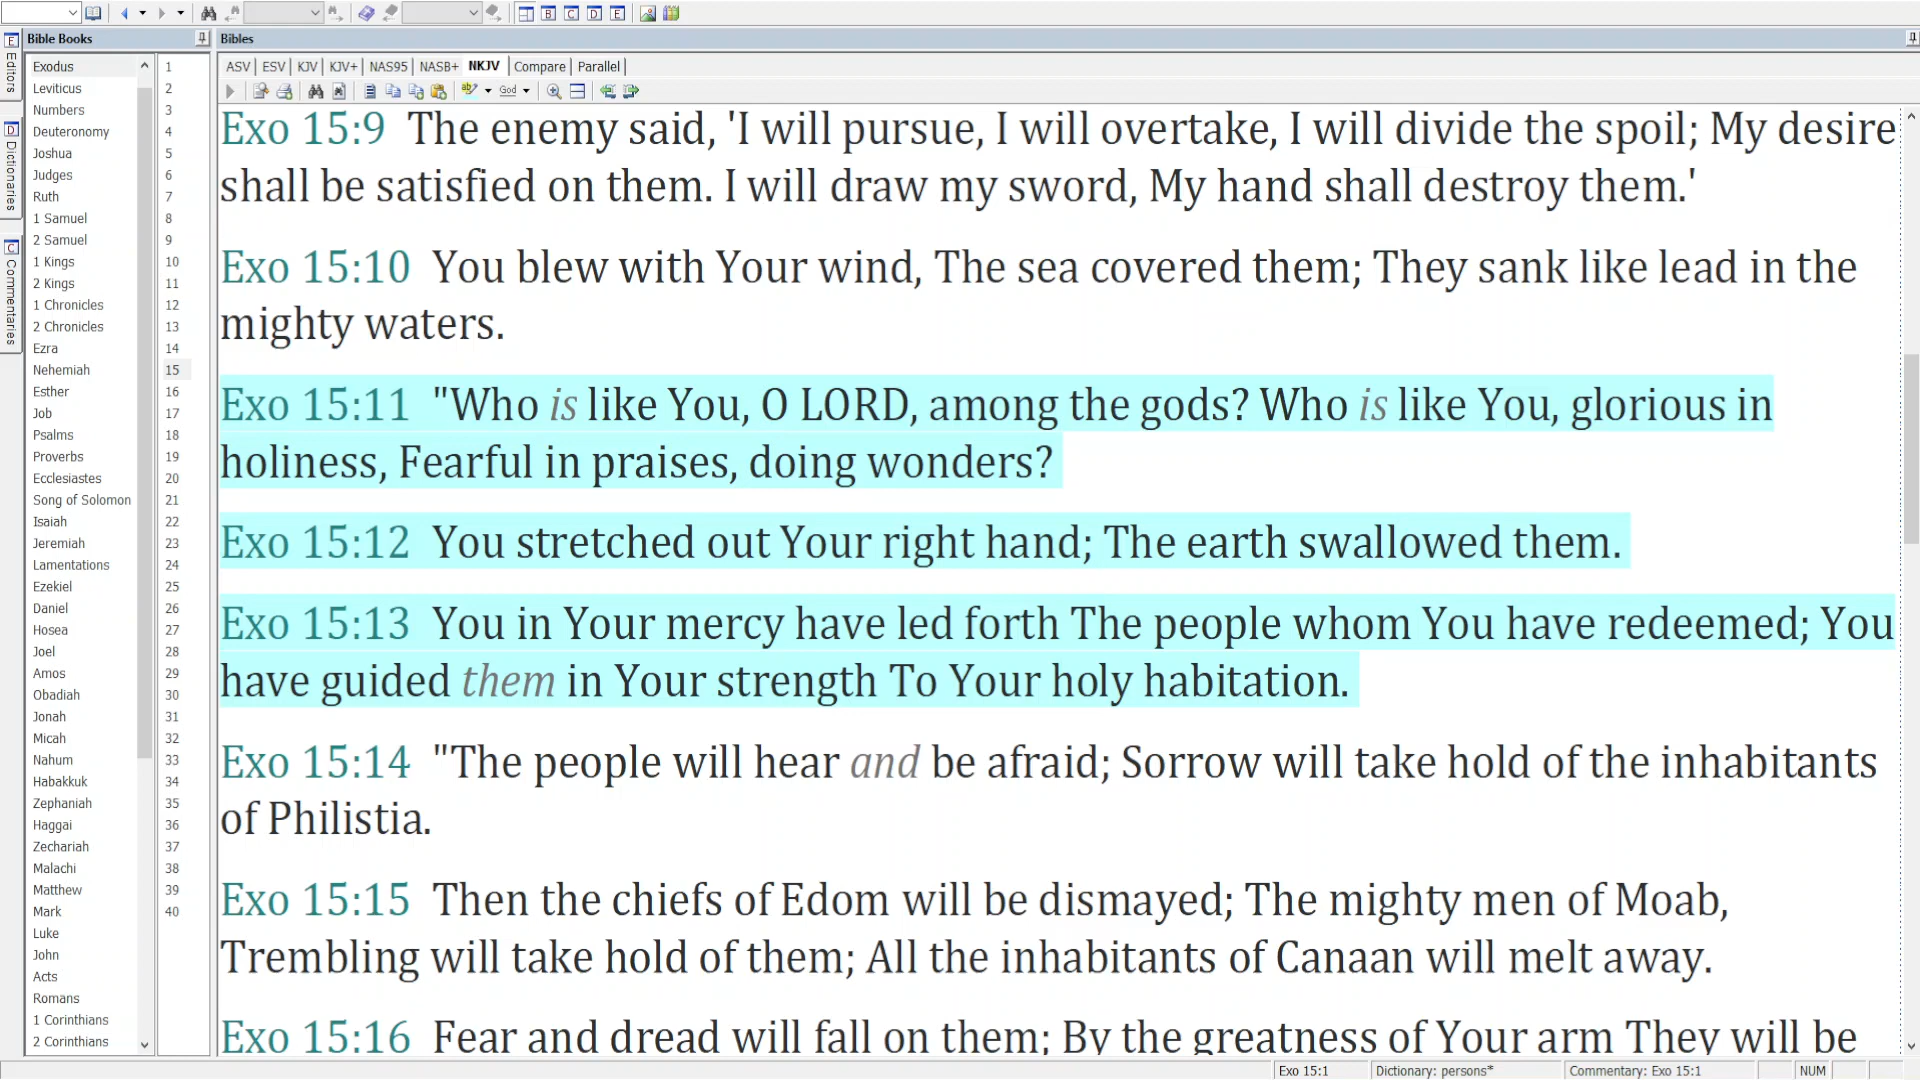 Bible Books
Bibles
Editors
Dictionaries
Commentaries
Exodus
Leviticus
Numbers
Deuteronomy
Joshua
Judges
Ruth
1 Samuel
2 Samuel
1 Kings
2 Kings
1 Chronicles
2 Chronicles
Ezra
Nehemiah
Esther
Job
Psalms
Proverbs
Ecclesiastes
Song of Solomon
Isaiah
Jeremiah
Lamentations
Ezekiel
Daniel
Hosea
Joel
Amos
Obadiah
Jonah
Micah
Nahum
Habakkuk
Zephaniah
Haggai
Zechariah
Malachi
Matthew
Mark
Luke
John
Acts
Romans
1 Corinthians
2 Corinthians
1
2
3
4
5
6
7
8
9
10
11
12
13
14
15
16
17
18
19
20
21
22
23
24
25
26
27
28
29
30
31
32
33
34
35
36
37
38
39
40
ASV ESV KJV KJV+ NAS95 NASB+ NKJV Compare Parallel
God
Exo 15:9 The enemy said, 'I will pursue, I will overtake, I will divide the spoil; My desire
shall be satisfied on them. I will draw my sword, My hand shall destroy them.'
Exo 15:10 You blew with Your wind, The sea covered them; They sank like lead in the
mighty waters.
Exo 15:11 "Who is like You, O LORD, among the gods? Who is like You, glorious in
holiness, Fearful in praises, doing wonders?
Exo 15:12 You stretched out Your right hand; The earth swallowed them.
Exo 15:13 You in Your mercy have led forth The people whom You have redeemed; You
have guided them in Your strength To Your holy habitation.
Exo 15:14 "The people will hear and be afraid; Sorrow will take hold of the inhabitants
of Philistia.
Exo 15:15 Then the chiefs of Edom will be dismayed; The mighty men of Moab,
Trembling will take hold of them; All the inhabitants of Canaan will melt away.
Exo 15:16 Fear and dread will fall on them; By the greatness of Your arm They will be
Exo 15:1 Dictionary: persons* Commentary: Exo 15:1 NUM